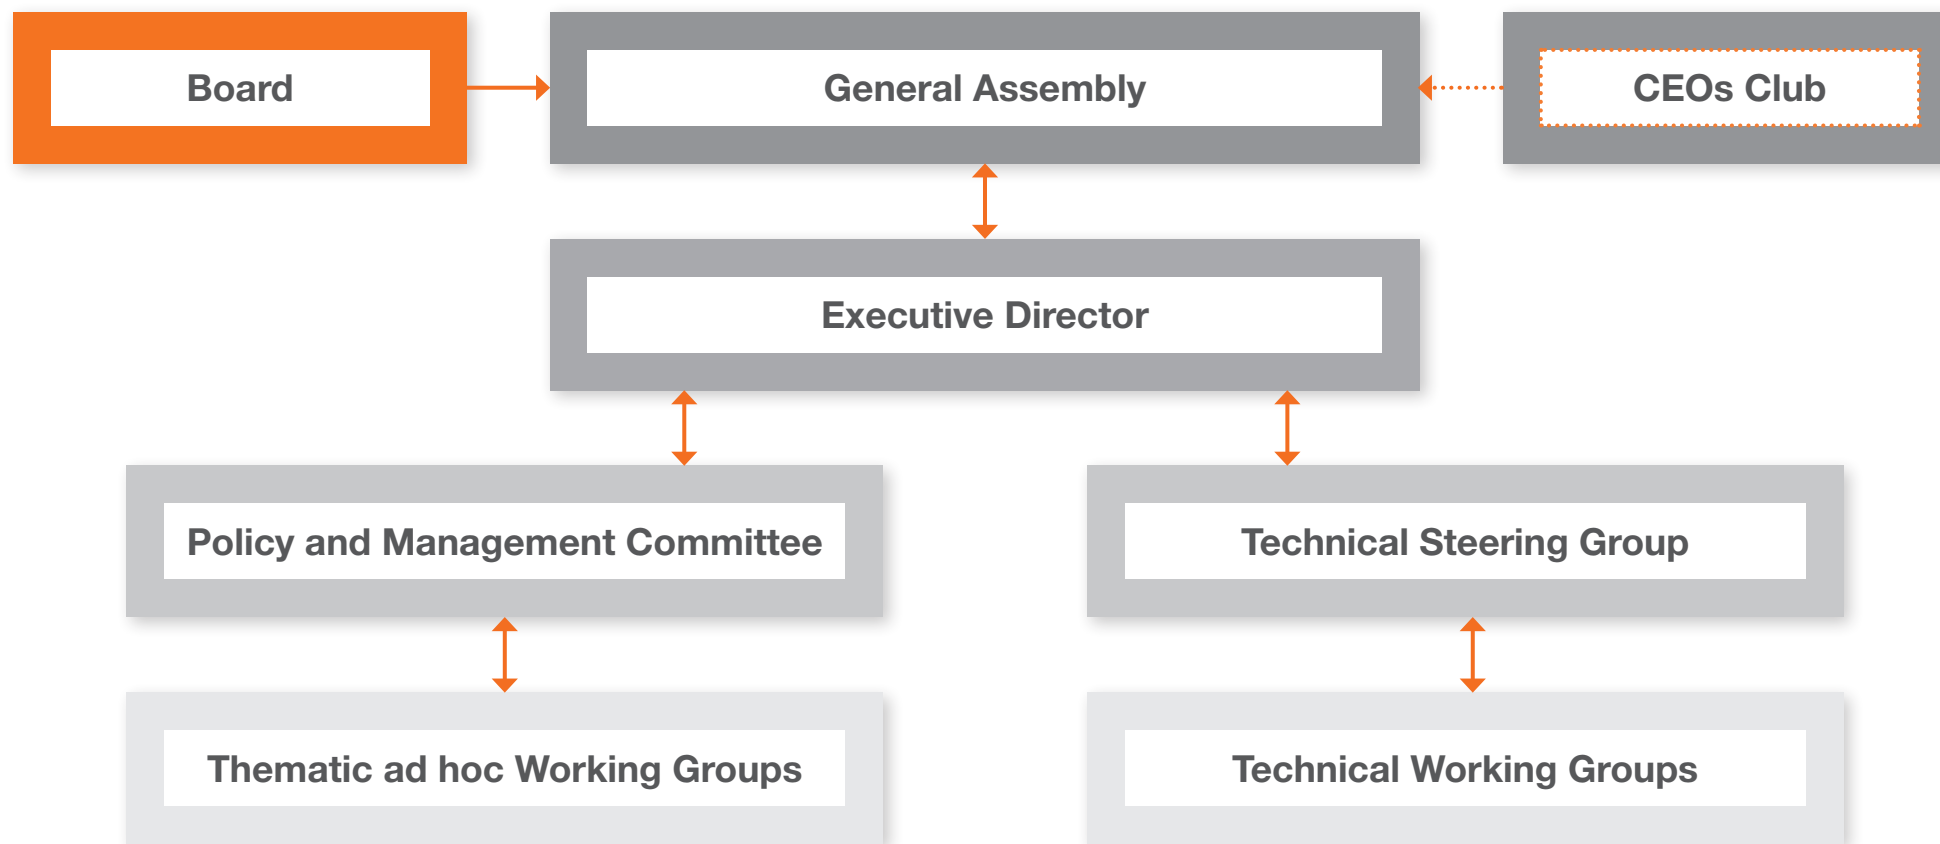 Board
General Assembly
CEOs Club
Executive Director
Policy and Management Committee
Technical Steering Group
Thematic ad hoc Working Groups
Technical Working Groups